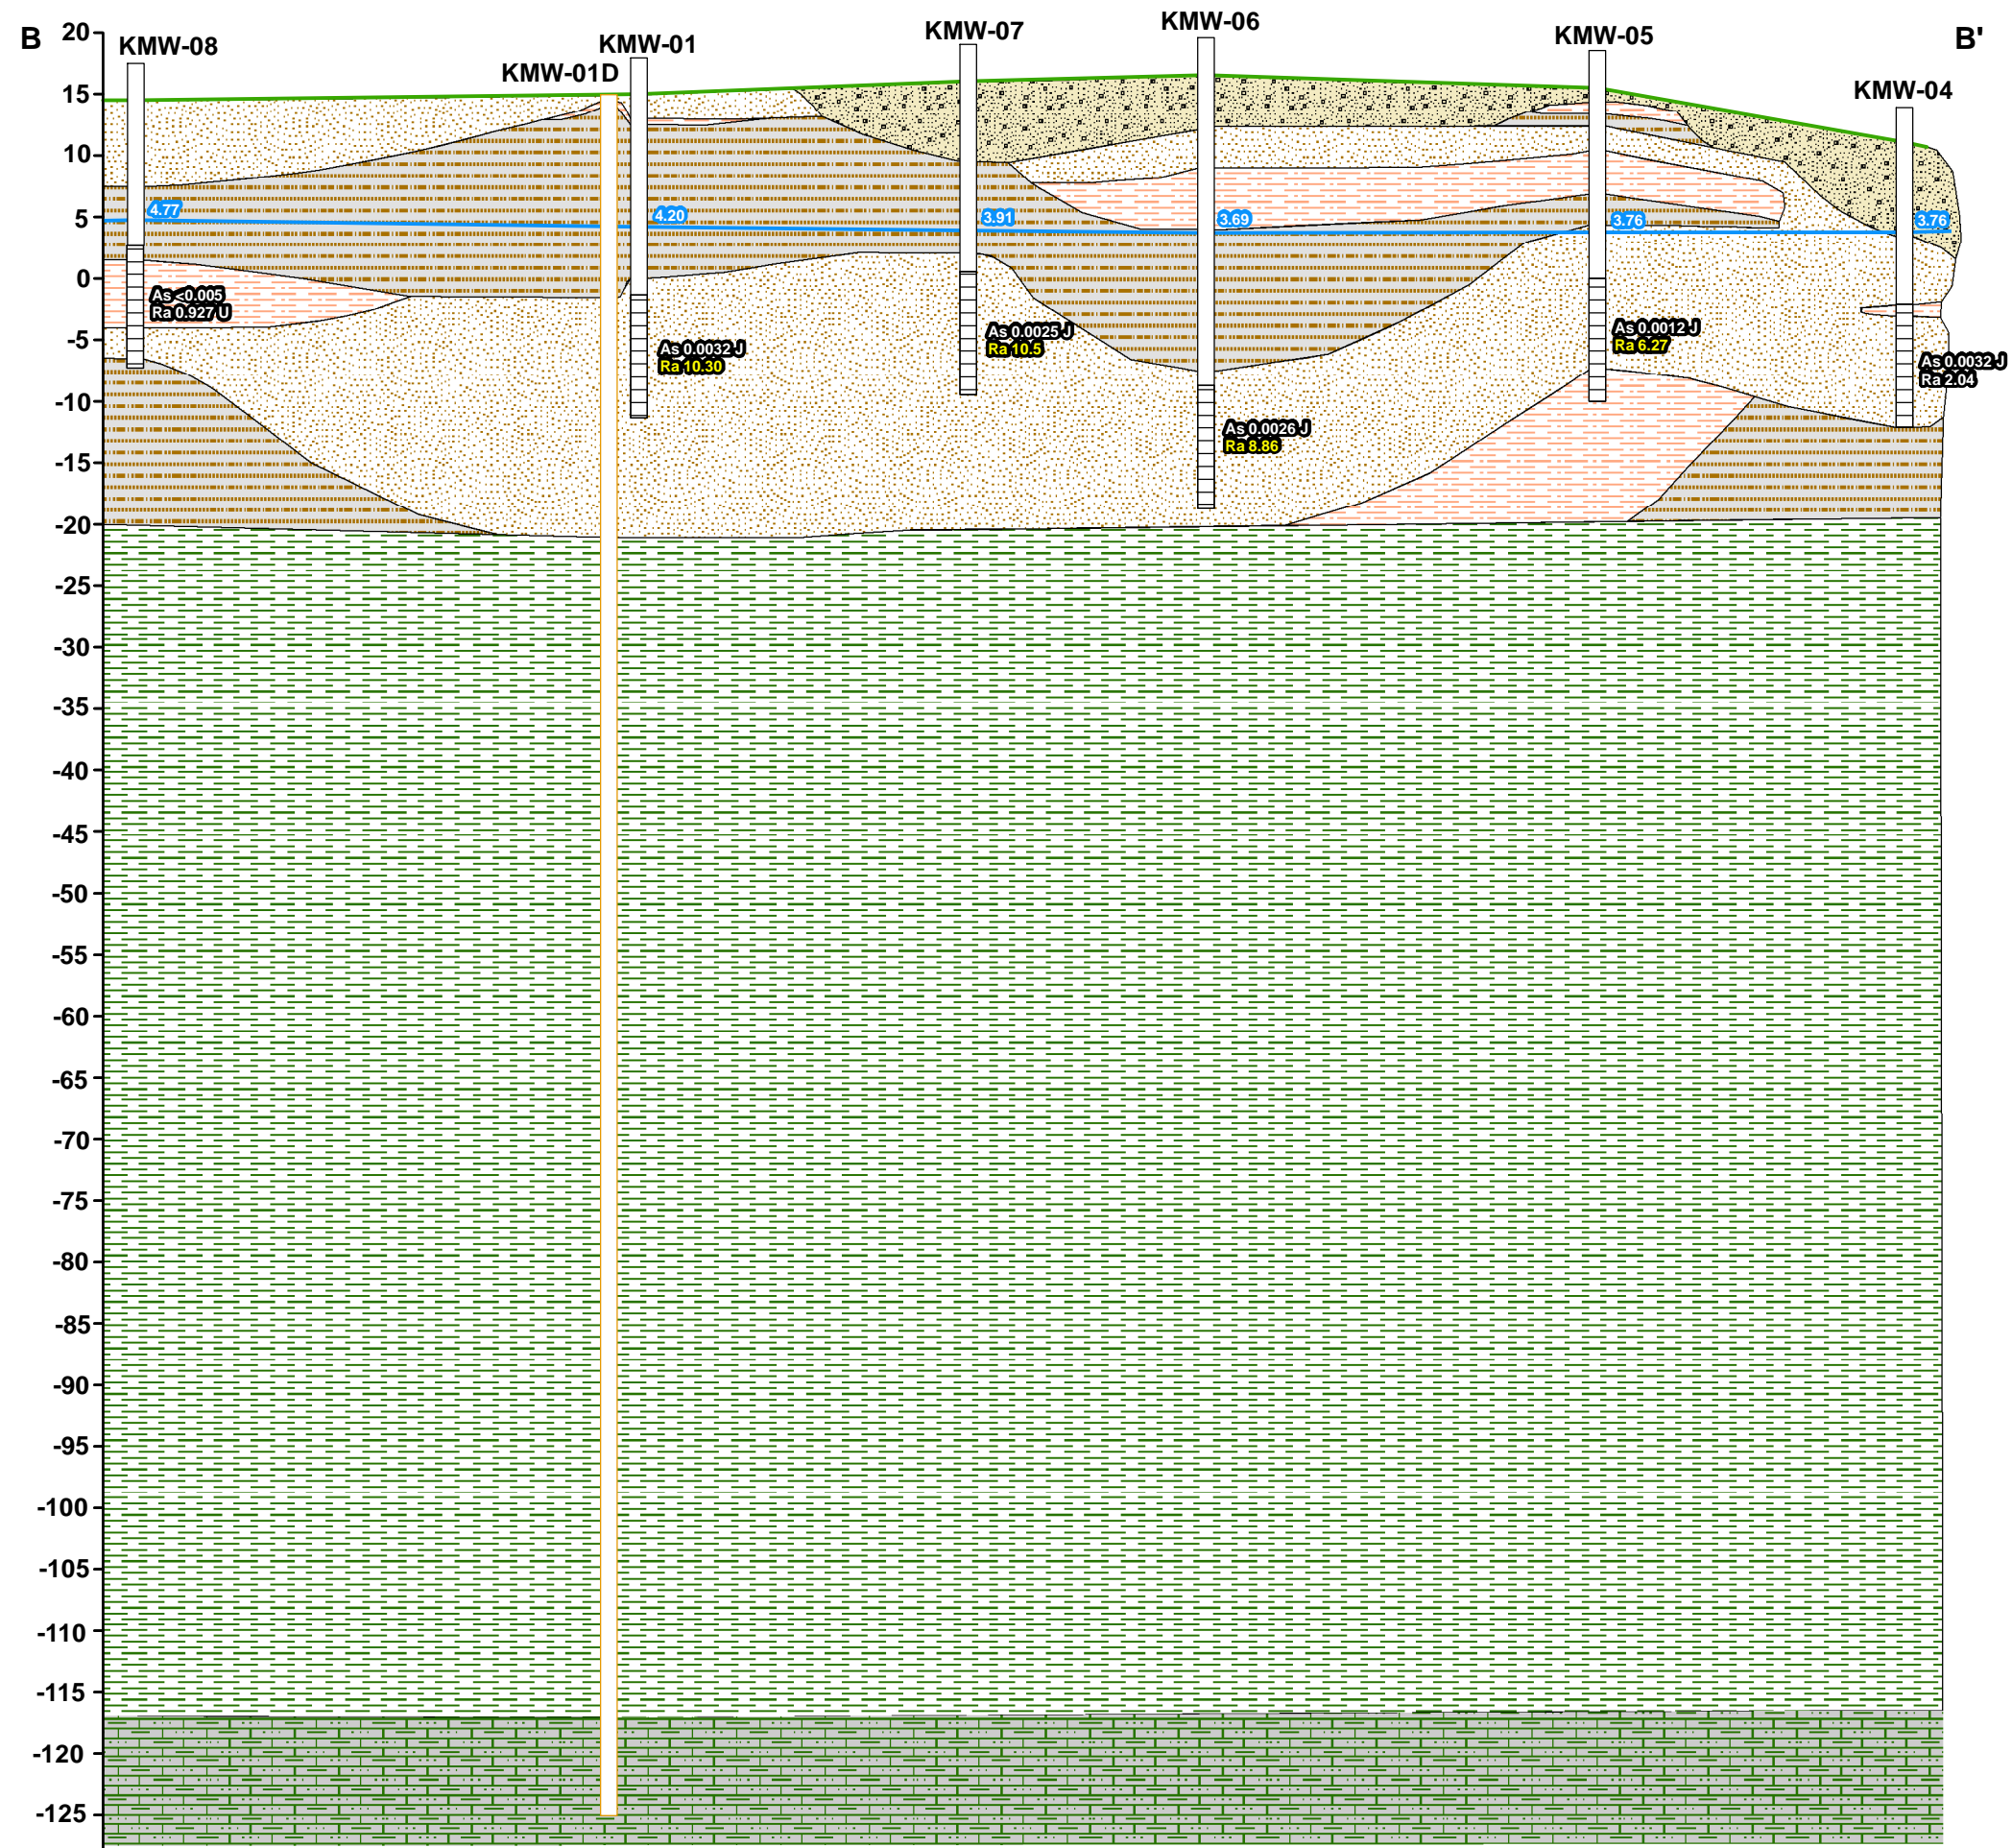 B
B'
KMW-08
KMW-01D
KMW-01
KMW-07
KMW-06
KMW-05
KMW-04
20
15
10
5
0
-5
-10
-15
-20
-25
-30
-35
-40
-45
-50
-55
-60
-65
-70
-75
-80
-85
-90
-95
-100
-105
-110
-115
-120
-125
4.77
4.20
3.91
3.69
3.76
3.76
As <0.005
Ra 0.927 U
As 0.0032 J
Ra 10.30
As 0.0025 J
Ra 10.5
As 0.0026 J
Ra 8.86
As 0.0012 J
Ra 6.27
As 0.0032 J
Ra 2.04